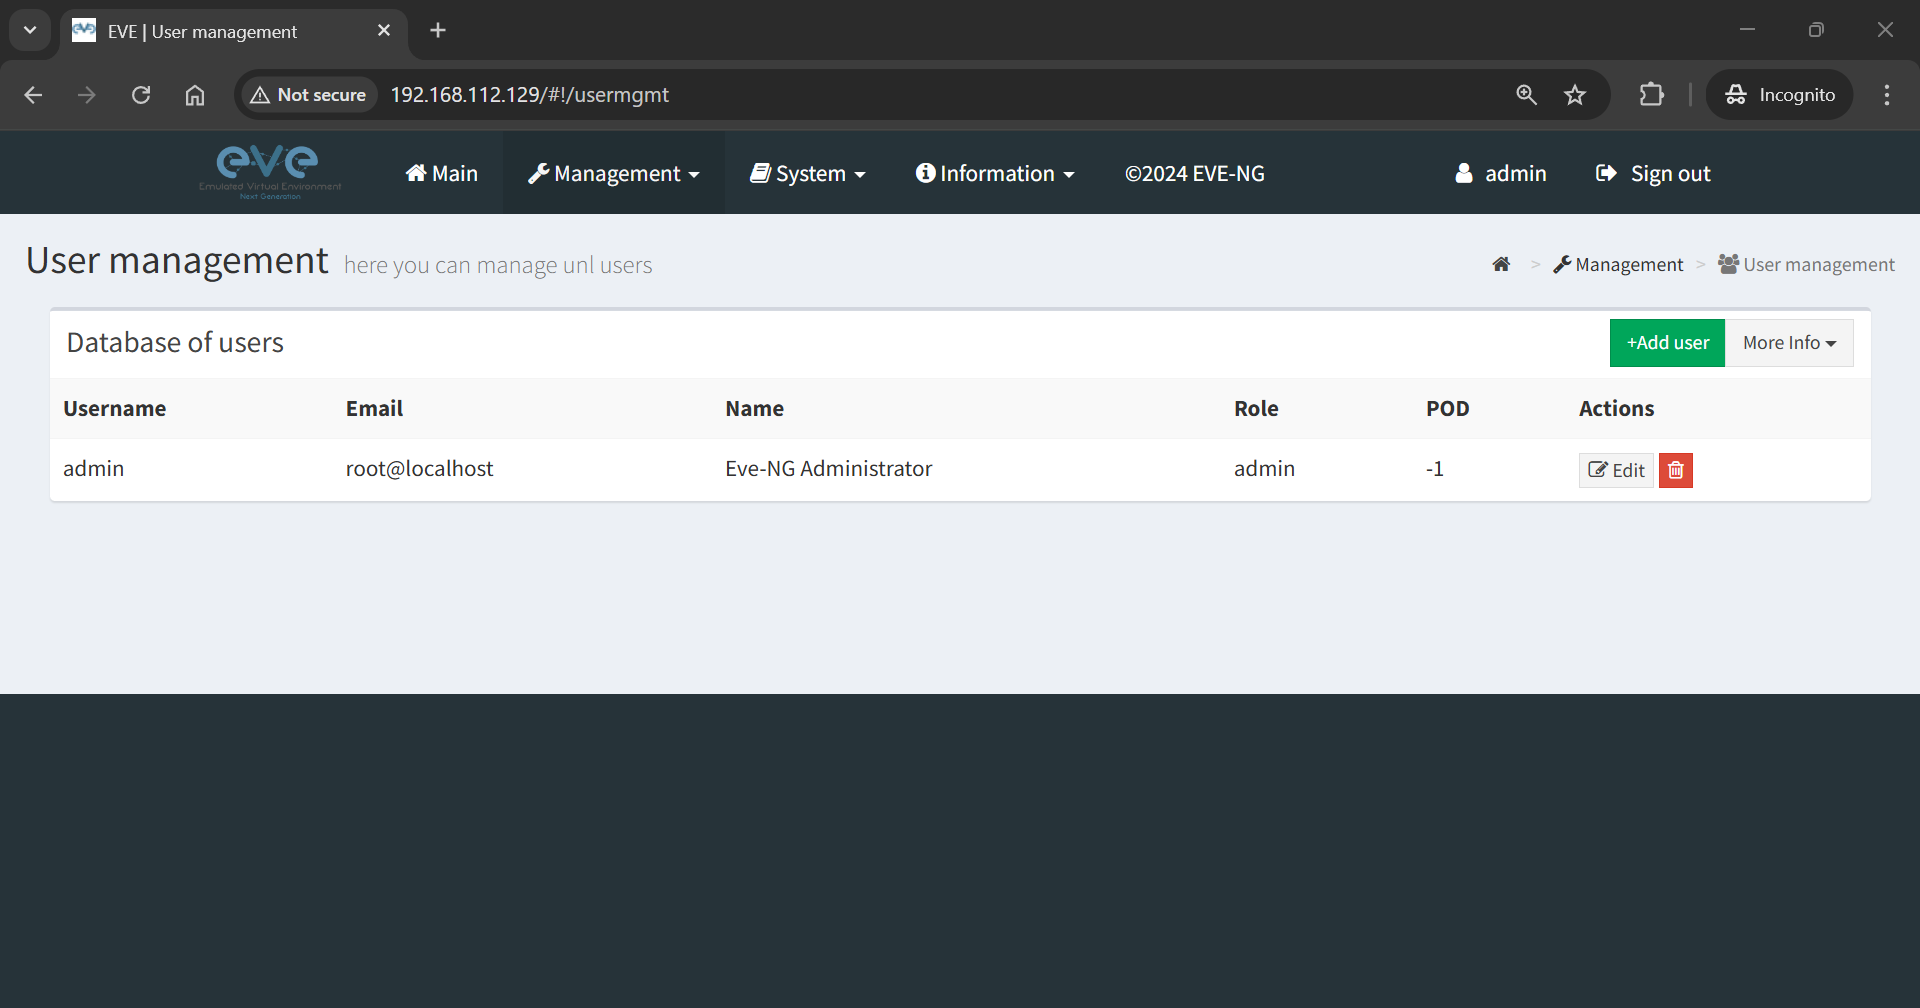 EVE | User management
Not secure 192.168.112.129/#!/usermgmt Incognito
eve
Emulated Virtual Environment
Next Generation
Main Management System Information ©2024 EVE-NG admin Sign out
User management here you can manage unl users > Management > User management
Database of users +Add user More Info
Username Email Name Role POD Actions
admin root@localhost Eve-NG Administrator admin -1 Edit